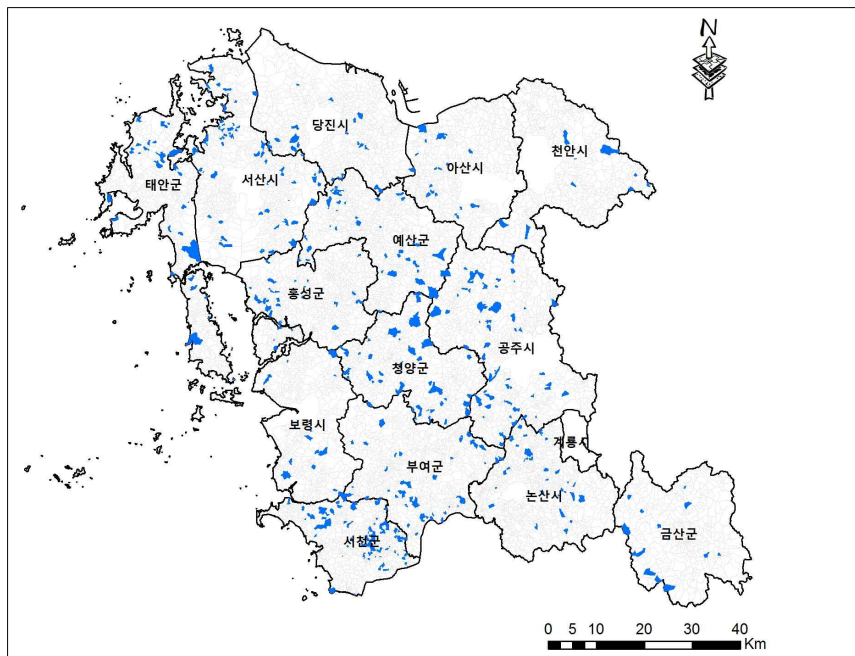 N
당진시
천안시
아산시
태안군
서산시
예산군
홍성군
공주시
청양군
보령시
계룡시
부여군
논산시
금산군
서천군
0 5 10 20 30 40
Km